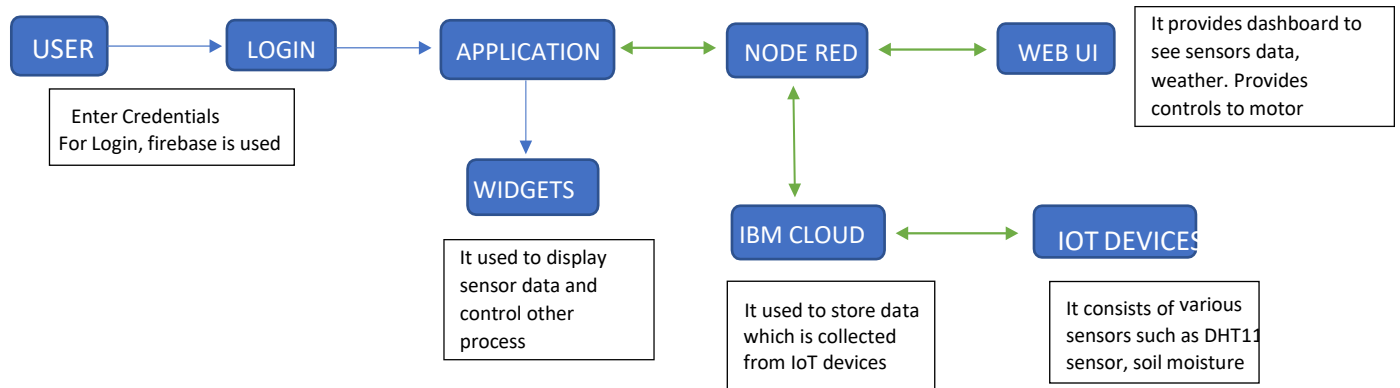 USER
LOGIN
APPLICATION
NODE RED
WEB UI
It provides dashboard to
see sensors data,
weather. Provides
controls to motor
Enter Credentials
For Login, firebase is used
WIDGETS
IBM CLOUD
IOT DEVICES
It used to display
sensor data and
control other
process
It used to store data
which is collected
from IoT devices
It consists of various
sensors such as DHT11
sensor, soil moisture